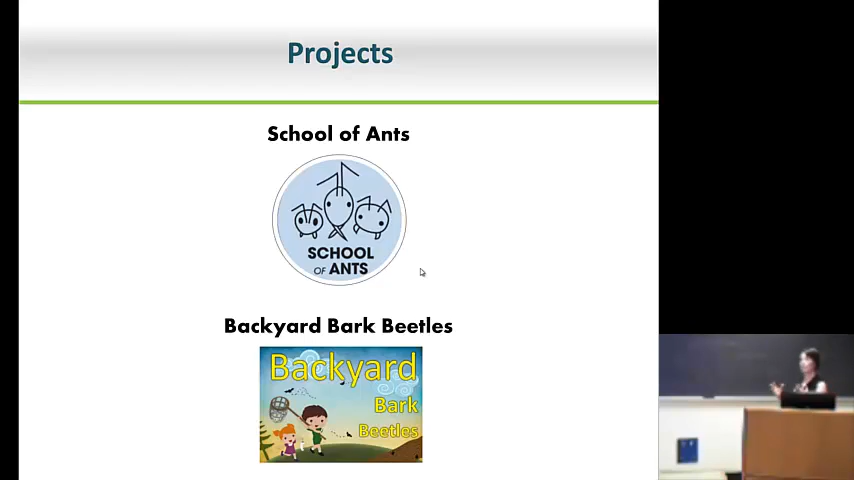 Projects
School of Ants
SCHOOL
OF ANTS
Backyard Bark Beetles
Backyard
Bark
Beetles